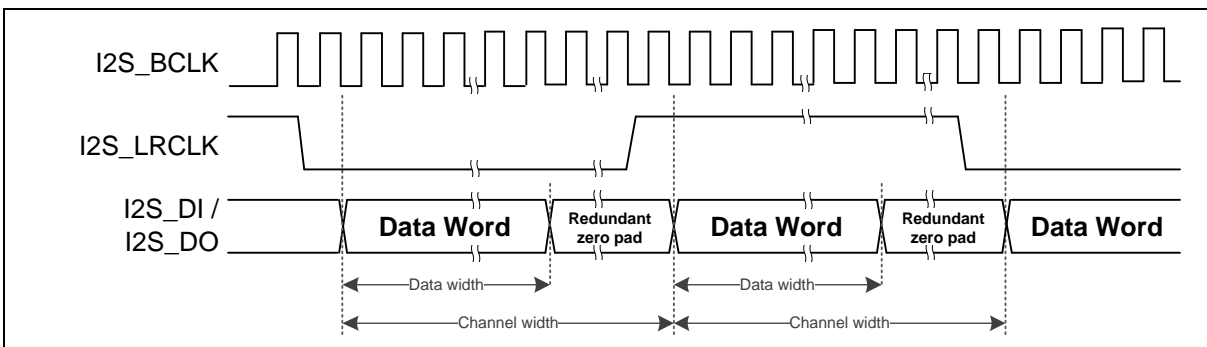 I2S_BCLK
I2S_LRCLK
I2S_DI /
I2S_DO
Data Word
Redundant
zero pad
Data Word
Redundant
zero pad
Data Word
Data width
Data width
Channel width
Channel width